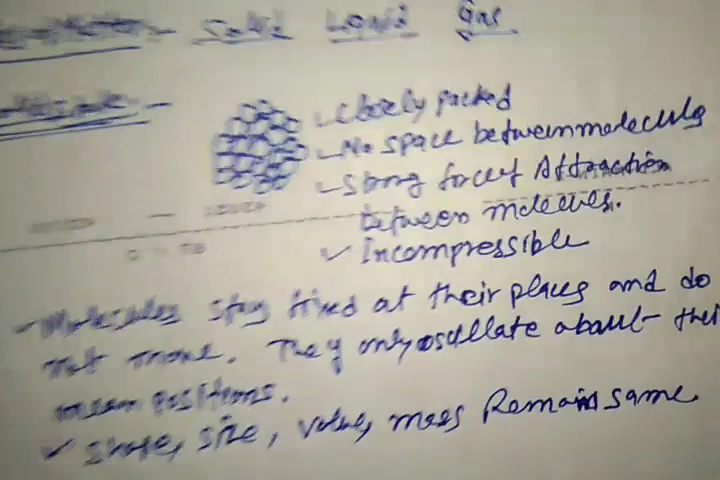 Solid Liquid Gas
Closely packed
No space between molecules
Strong force of Attraction
between molecules.
Incompressible
Molecules stay fixed at their places and do
not move. They only oscillate about their
mean positions.
Shape, size, volume, mass Remain same